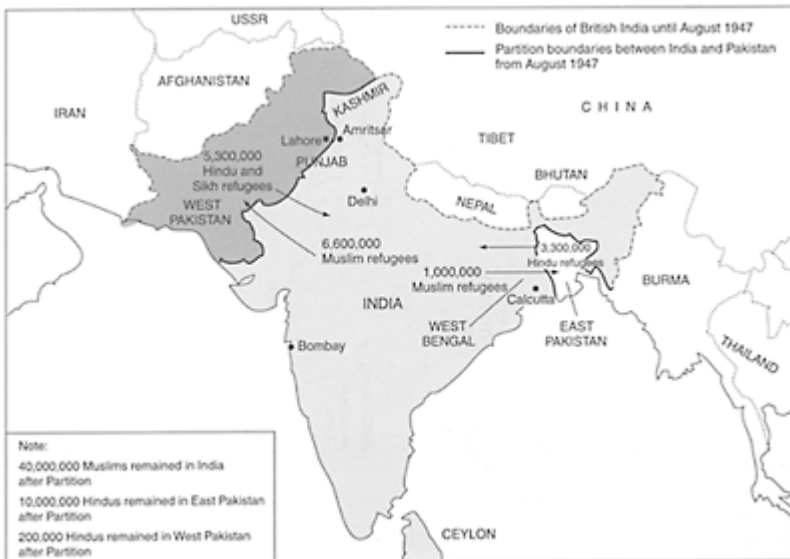 USSR
Boundaries of British India until August 1947
Partition boundaries between India and Pakistan
from August 1947
AFGHANISTAN
IRAN
KASHMIR
CHINA
Lahore
Amritsar
TIBET
5,300,000
Hindu and
Sikh refugees
PUNJAB
BHUTAN
WEST
PAKISTAN
Delhi
NEPAL
6,600,000
Muslim refugees
3,300,000
Hindu refugees
1,000,000
Muslim refugees
BURMA
INDIA
Calcutta
WEST
BENGAL
EAST
PAKISTAN
Bombay
THAILAND
Note:
40,000,000 Muslims remained in India
after Partition
10,000,000 Hindus remained in East Pakistan
after Partition
200,000 Hindus remained in West Pakistan
after Partition
CEYLON